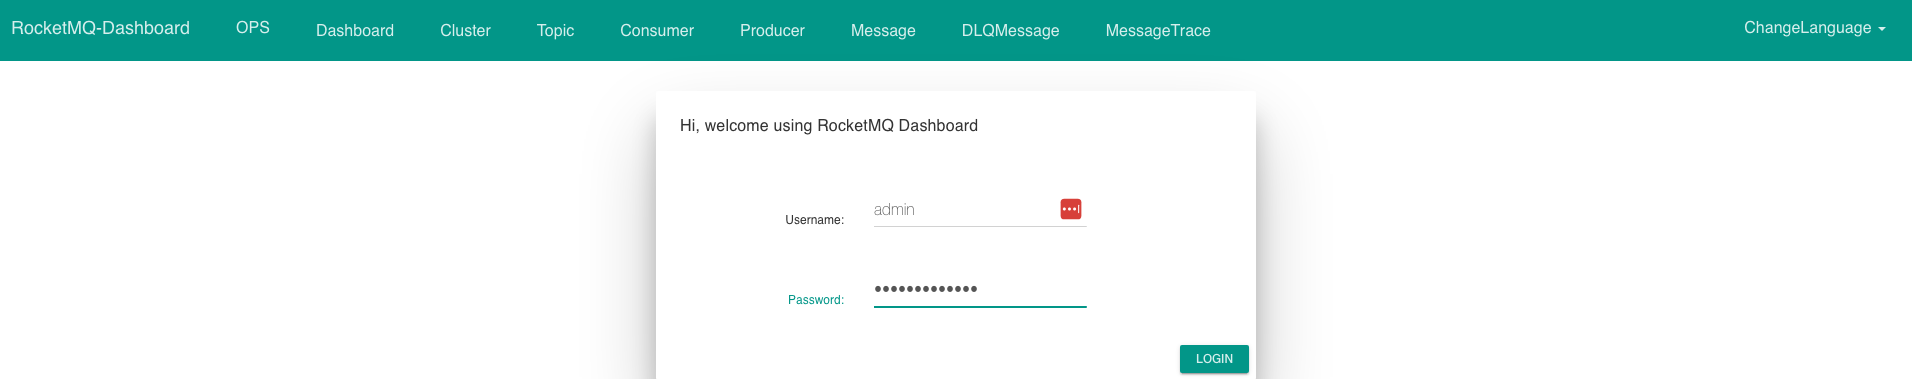 RocketMQ-Dashboard OPS Dashboard Cluster Topic Consumer Producer Message DLQMessage MessageTrace ChangeLanguage
Hi, welcome using RocketMQ Dashboard
Username: admin
Password: •••••••••••••
LOGIN